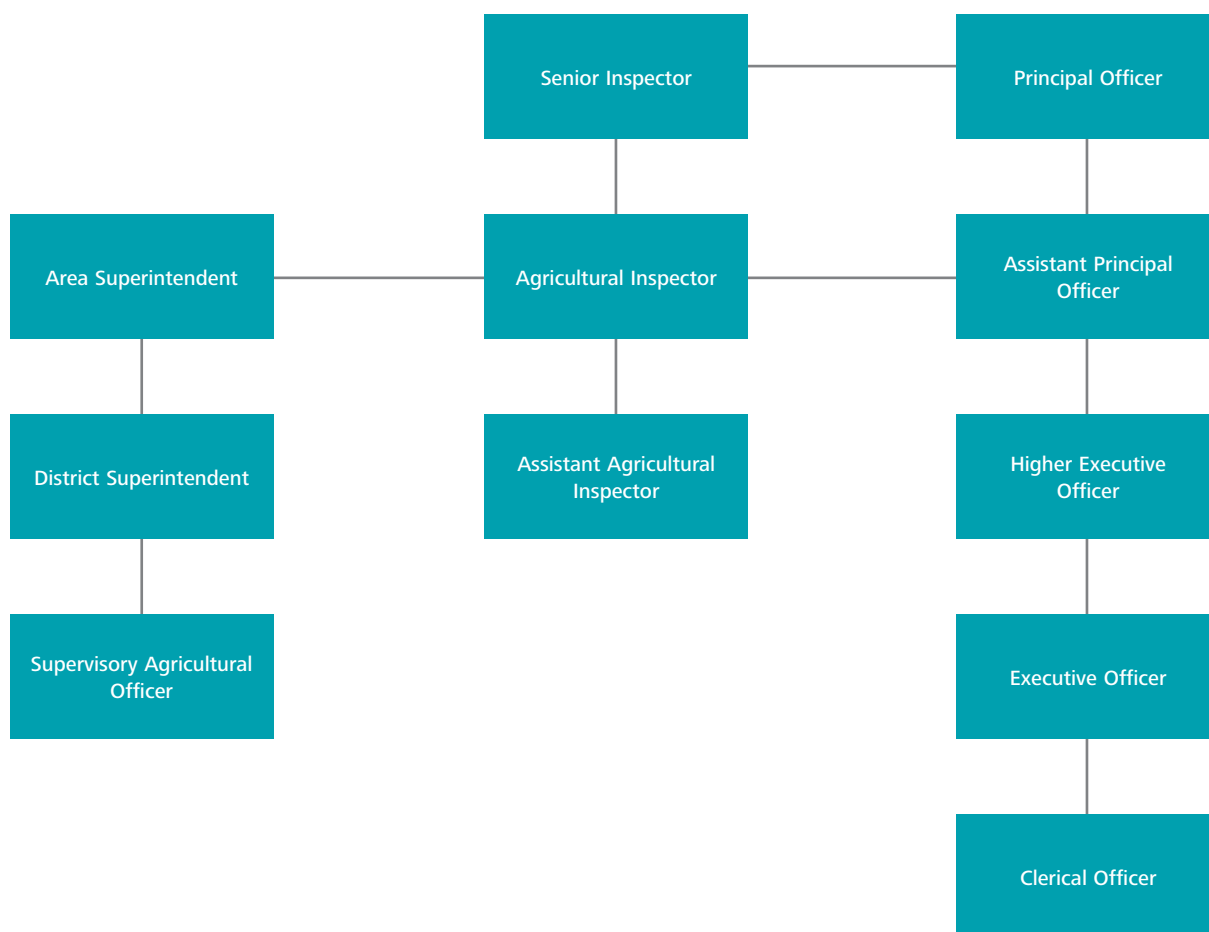 Senior Inspector
Principal Officer
Area Superintendent
Agricultural Inspector
Assistant Principal
Officer
District Superintendent
Assistant Agricultural
Inspector
Higher Executive
Officer
Supervisory Agricultural
Officer
Executive Officer
Clerical Officer